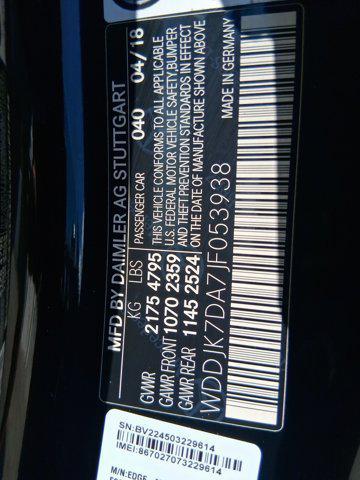 MFD BY DAIMLER AG STUTTGART
KG LBS PASSENGER CAR 040 04/18
GVWR 2175 4795 THIS VEHICLE CONFORMS TO ALL APPLICABLE
GAWR FRONT 1070 2359 U.S. FEDERAL MOTOR VEHICLE SAFETY, BUMPER
GAWR REAR 1145 2524 AND THEFT PREVENTION STANDARDS IN EFFECT
ON THE DATE OF MANUFACTURE SHOWN ABOVE
WDDJK7DA7JF053938 MADE IN GERMANY
SN:BV224503229614
IMEI:867027073229614
M/N:EDGE